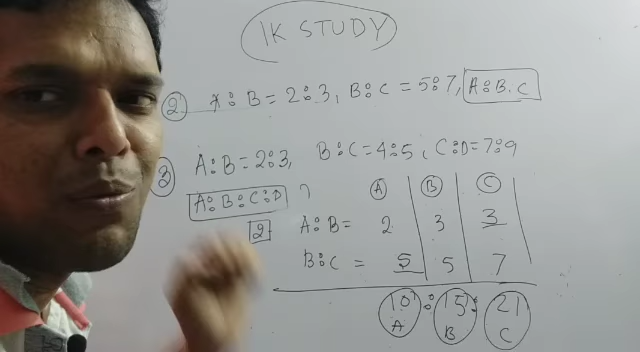 1K STUDY
② A:B = 2:3, B:C = 5:7, A:B.C
③ A:B = 2:3, B:C = 4:5, C:D = 7:9
A:B:C:D ?
2
A B C
A:B = 2 3 3
B:C = 5 5 7
10 : 15 : 21
A B C